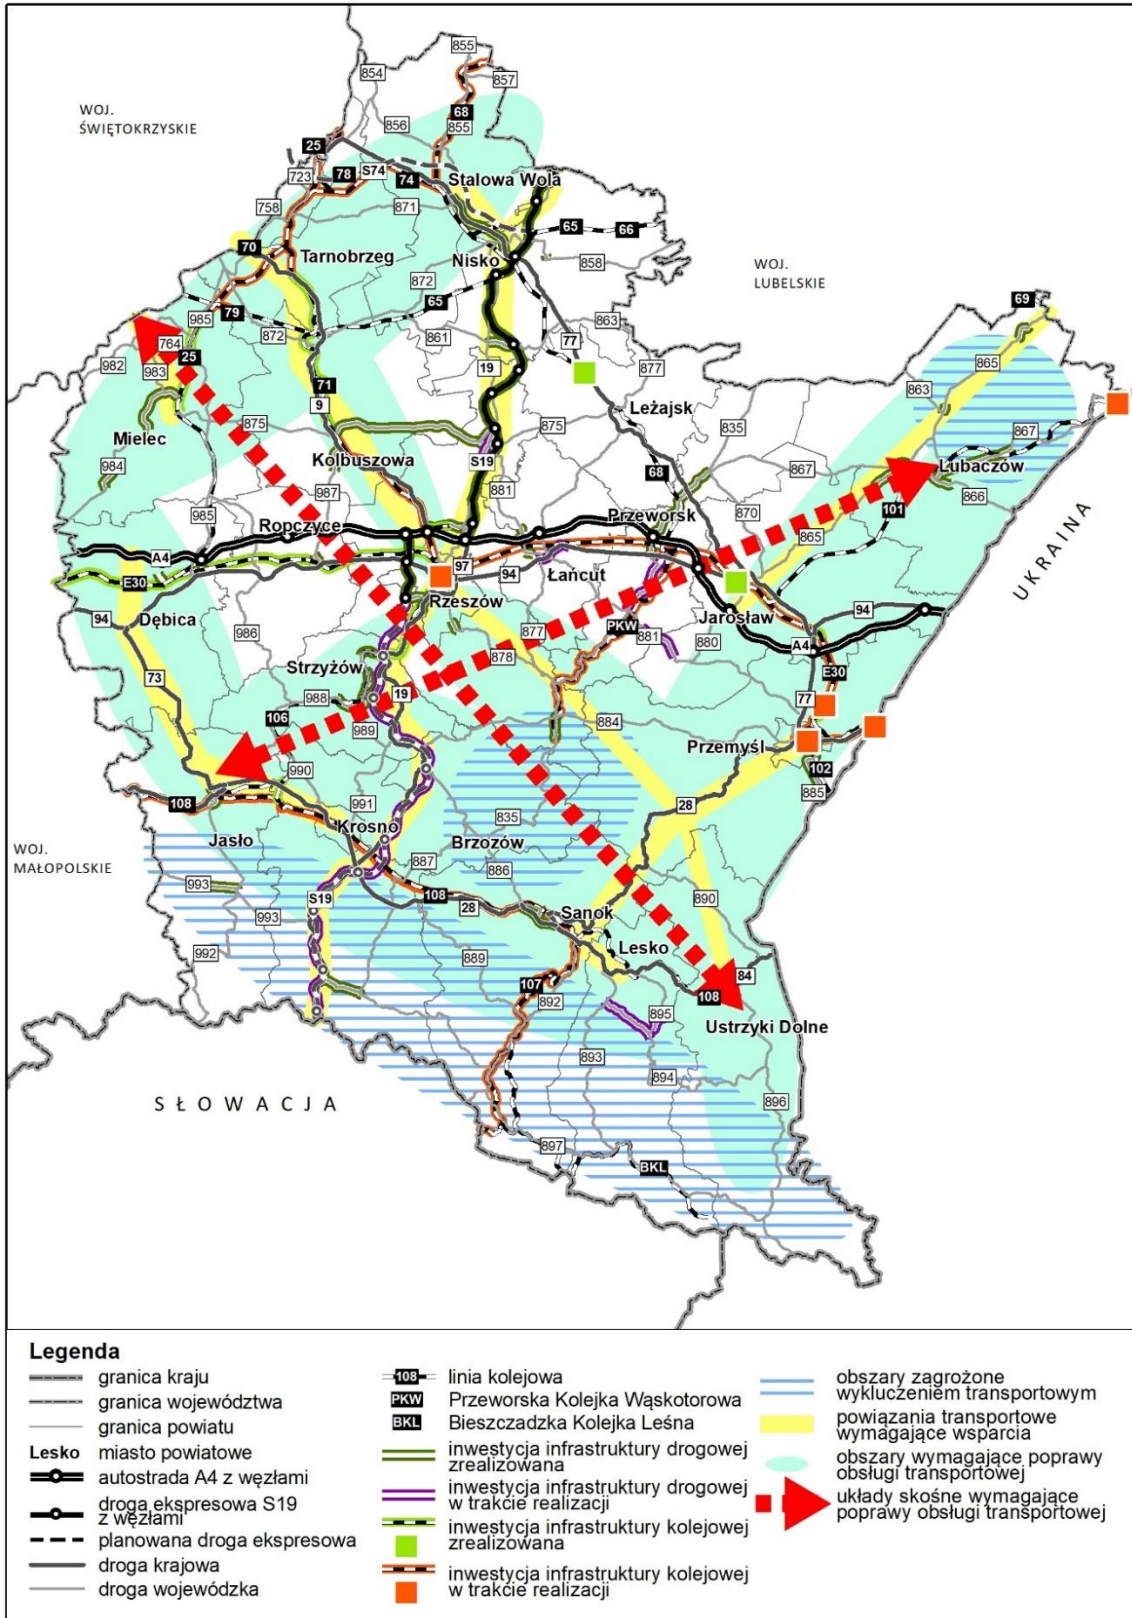 855
854
857
WOJ.
ŚWIĘTOKRZYSKIE
68
856
855
25
723
78
S74
74
Stalowa Wola
758
871
65
66
70
Tarnobrzeg
Nisko
858
WOJ.
LUBELSKIE
872
65
69
79
985
872
861
863
764
77
982
25
983
19
877
865
71
863
9
Leżajsk
Mielec
875
875
835
867
Kolbuszowa
S19
867
Lubaczów
984
987
881
68
866
985
Ropczyce
Przeworsk
870
101
865
A4
97
94
Łańcut
E30
Rzeszów
94
Dębica
986
877
PKW
881
Jarosław
880
94
A4
UKRAINA
Strzyżów
878
E30
73
988
19
77
106
989
884
Przemyśl
990
102
108
991
835
28
885
Krosno
Jasło
Brzozów
WOJ.
MAŁOPOLSKIE
887
886
993
S19
108
890
993
28
Sanok
992
889
Lesko
84
107
892
108
895
Ustrzyki Dolne
893
894
SŁOWACJA
896
897
BKL
Legenda
granica kraju
granica województwa
granica powiatu
Lesko miasto powiatowe
autostrada A4 z węzłami
droga ekspresowa S19
z węzłami
planowana droga ekspresowa
droga krajowa
droga wojewódzka
108 linia kolejowa
PKW Przeworska Kolejka Wąskotorowa
BKL Bieszczadzka Kolejka Leśna
inwestycja infrastruktury drogowej
zrealizowana
inwestycja infrastruktury drogowej
w trakcie realizacji
inwestycja infrastruktury kolejowej
zrealizowana
inwestycja infrastruktury kolejowej
w trakcie realizacji
obszary zagrożone
wykluczeniem transportowym
powiązania transportowe
wymagające wsparcia
obszary wymagające poprawy
obsługi transportowej
układy skośne wymagające
poprawy obsługi transportowej